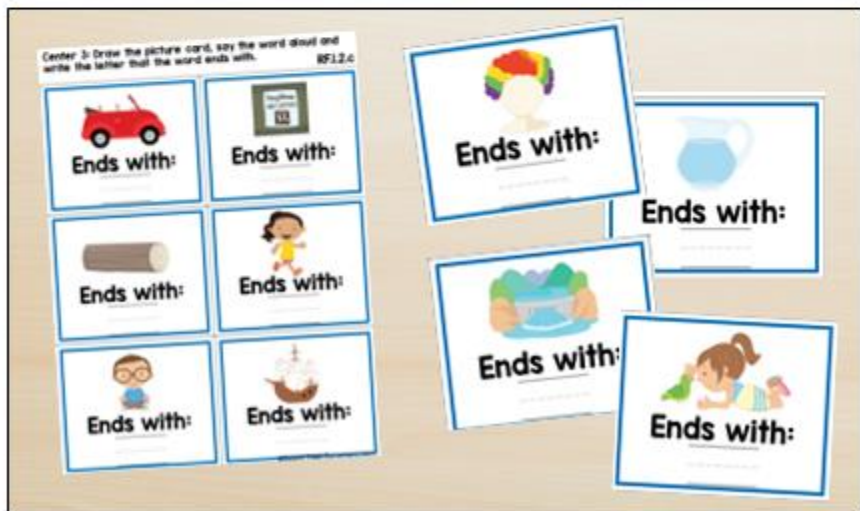 Center 3: Draw the picture card, say the word aloud and
write the letter that the word ends with. RF.1.2.c
Ends with:
Ends with:
Ends with:
Ends with:
Ends with:
Ends with:
Ends with:
Ends with:
Ends with:
Ends with: